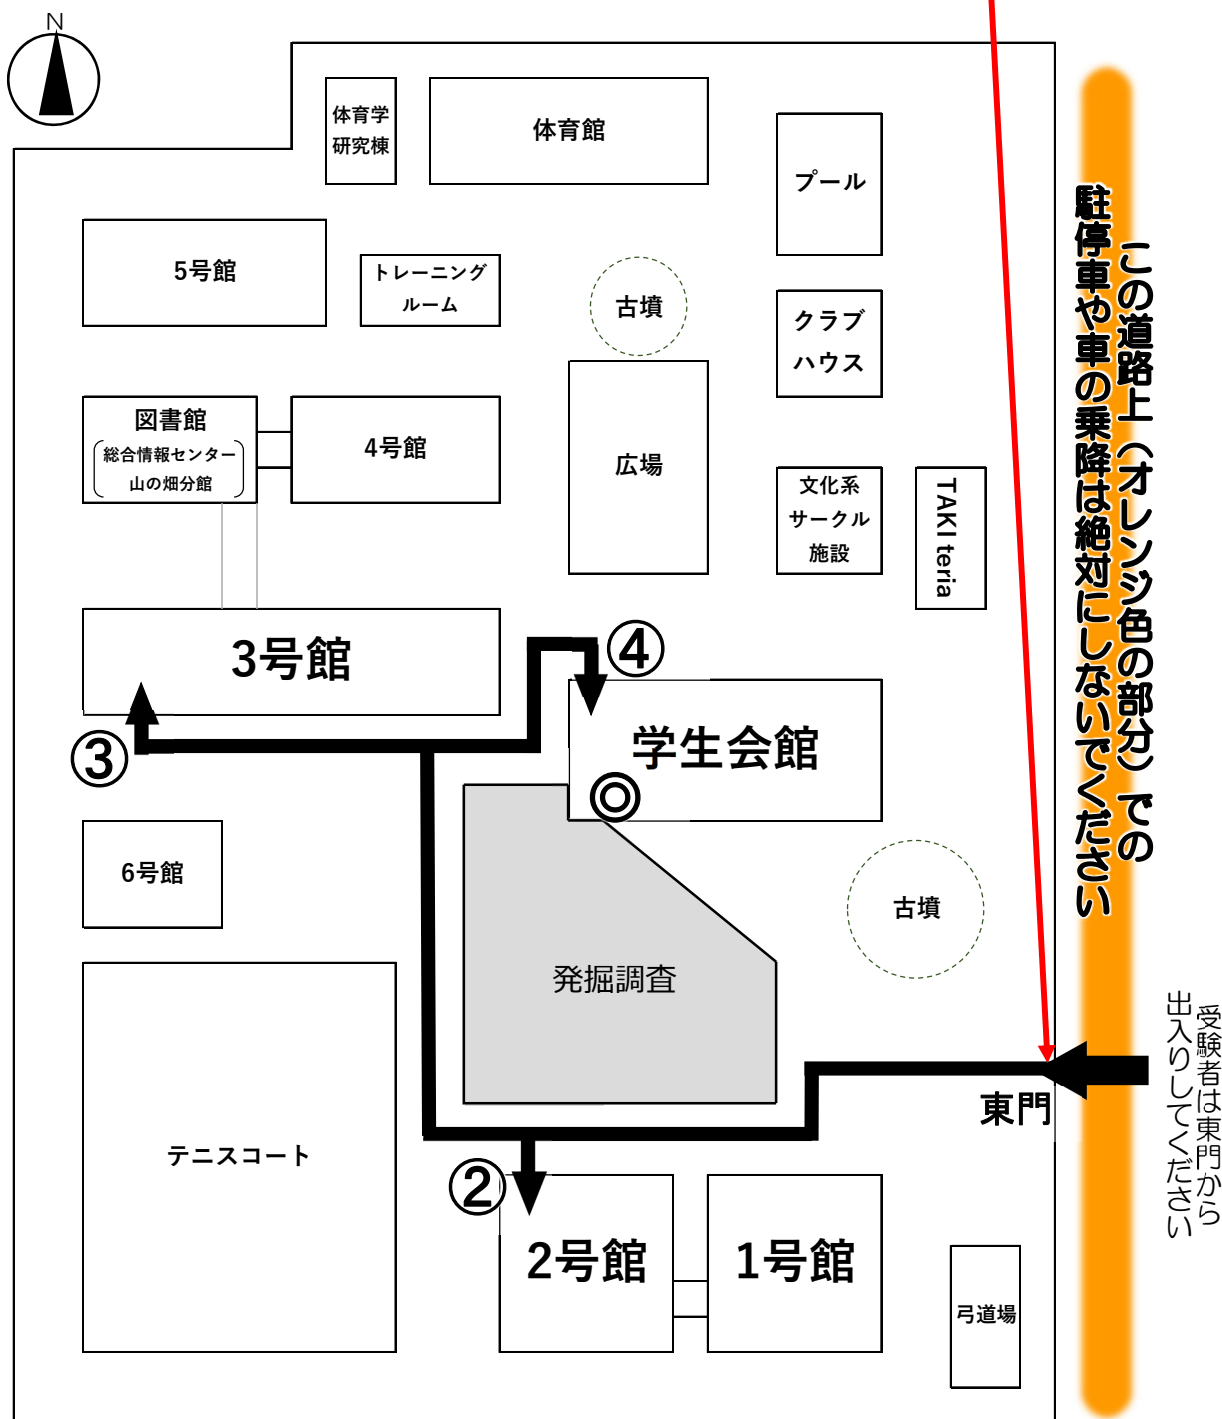 N
体育学
研究棟
体育館
プール
5号館
トレーニング
ルーム
古墳
クラブ
ハウス
図書館
総合情報センター
山の畑分館
4号館
広場
文化系
サークル
施設
TAKI teria
この道路上（オレンジ色の部分）での
駐停車や車の乗降は絶対にしないでください
3号館
④
学生会館
③
◎
6号館
古墳
発掘調査
受験者は東門から
出入りしてください
東門
テニスコート
②
2号館
1号館
弓道場